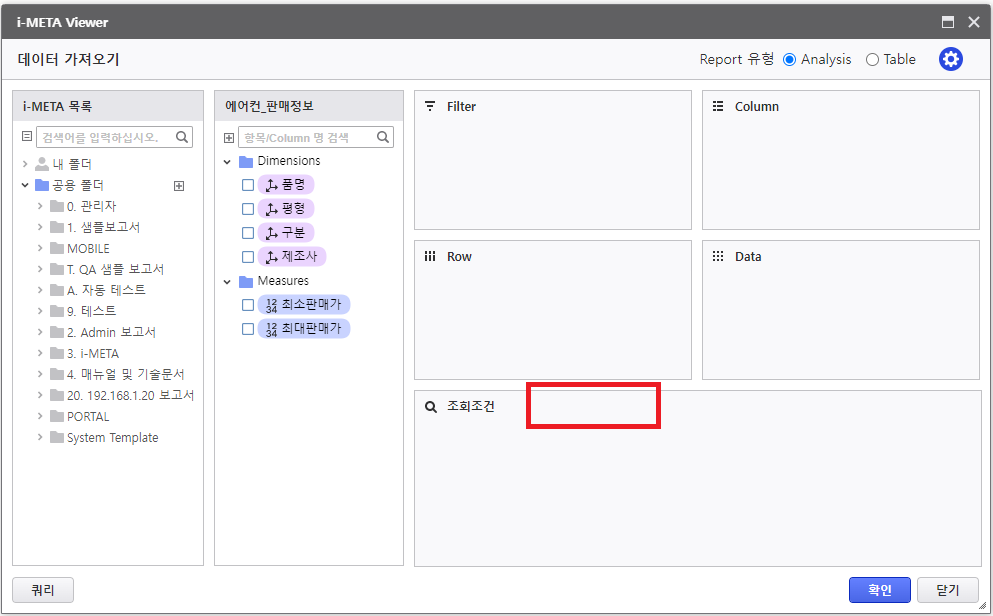 i-META Viewer
데이터 가져오기
Report 유형 Analysis Table
i-META 목록
검색어를 입력하십시오.
내 폴더
공용 폴더
0. 관리자
1. 샘플보고서
MOBILE
T. QA 샘플 보고서
A. 자동 테스트
9. 테스트
2. Admin 보고서
3. i-META
4. 매뉴얼 및 기술문서
20. 192.168.1.20 보고서
PORTAL
System Template
에어컨_판매정보
항목/Column 명 검색
Dimensions
품명
평형
구분
제조사
Measures
12 34 최소판매가
12 34 최대판매가
Filter
Column
Row
Data
조회조건
쿼리
확인
닫기